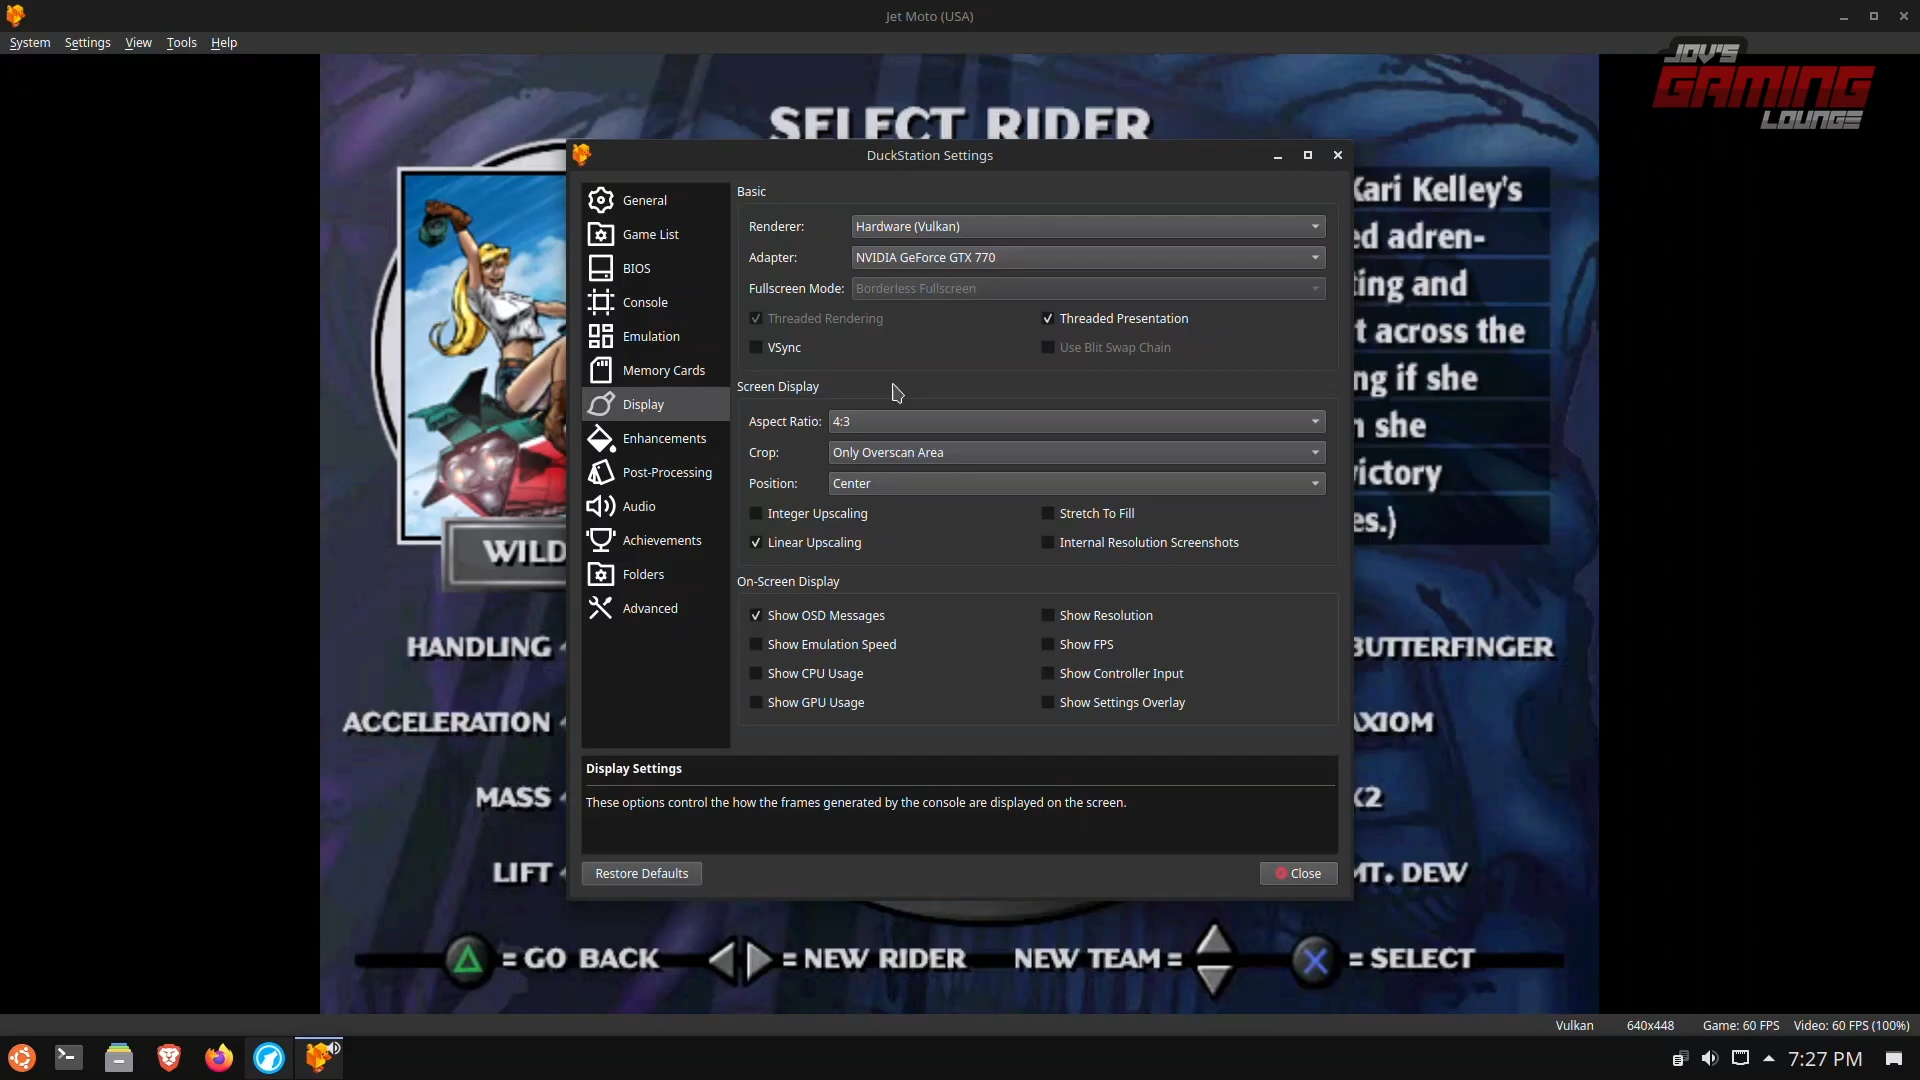 Jet Moto (USA)
System Settings View Tools Help
JOV'S
GAMING
LOUNGE
SELECT RIDER
DuckStation Settings
General
Game List
BIOS
Console
Emulation
Memory Cards
Display
Enhancements
Post-Processing
Audio
Achievements
Folders
Advanced
Basic
Renderer: Hardware (Vulkan)
Adapter: NVIDIA GeForce GTX 770
Fullscreen Mode: Borderless Fullscreen
Threaded Rendering Threaded Presentation
VSync Use Blit Swap Chain
Screen Display
Aspect Ratio: 4:3
Crop: Only Overscan Area
Position: Center
Integer Upscaling Stretch To Fill
Linear Upscaling Internal Resolution Screenshots
On-Screen Display
Show OSD Messages Show Resolution
Show Emulation Speed Show FPS
Show CPU Usage Show Controller Input
Show GPU Usage Show Settings Overlay
Display Settings
These options control the how the frames generated by the console are displayed on the screen.
Restore Defaults Close
Kari Kelley's
ed adren-
ting and
t across the
ng if she
she
victory
es.)
WILD
HANDLING BUTTERFINGER
ACCELERATION AXIOM
MASS K2
LIFT MT. DEW
= GO BACK = NEW RIDER NEW TEAM = = SELECT
Vulkan 640x448 Game: 60 FPS Video: 60 FPS (100%)
7:27 PM